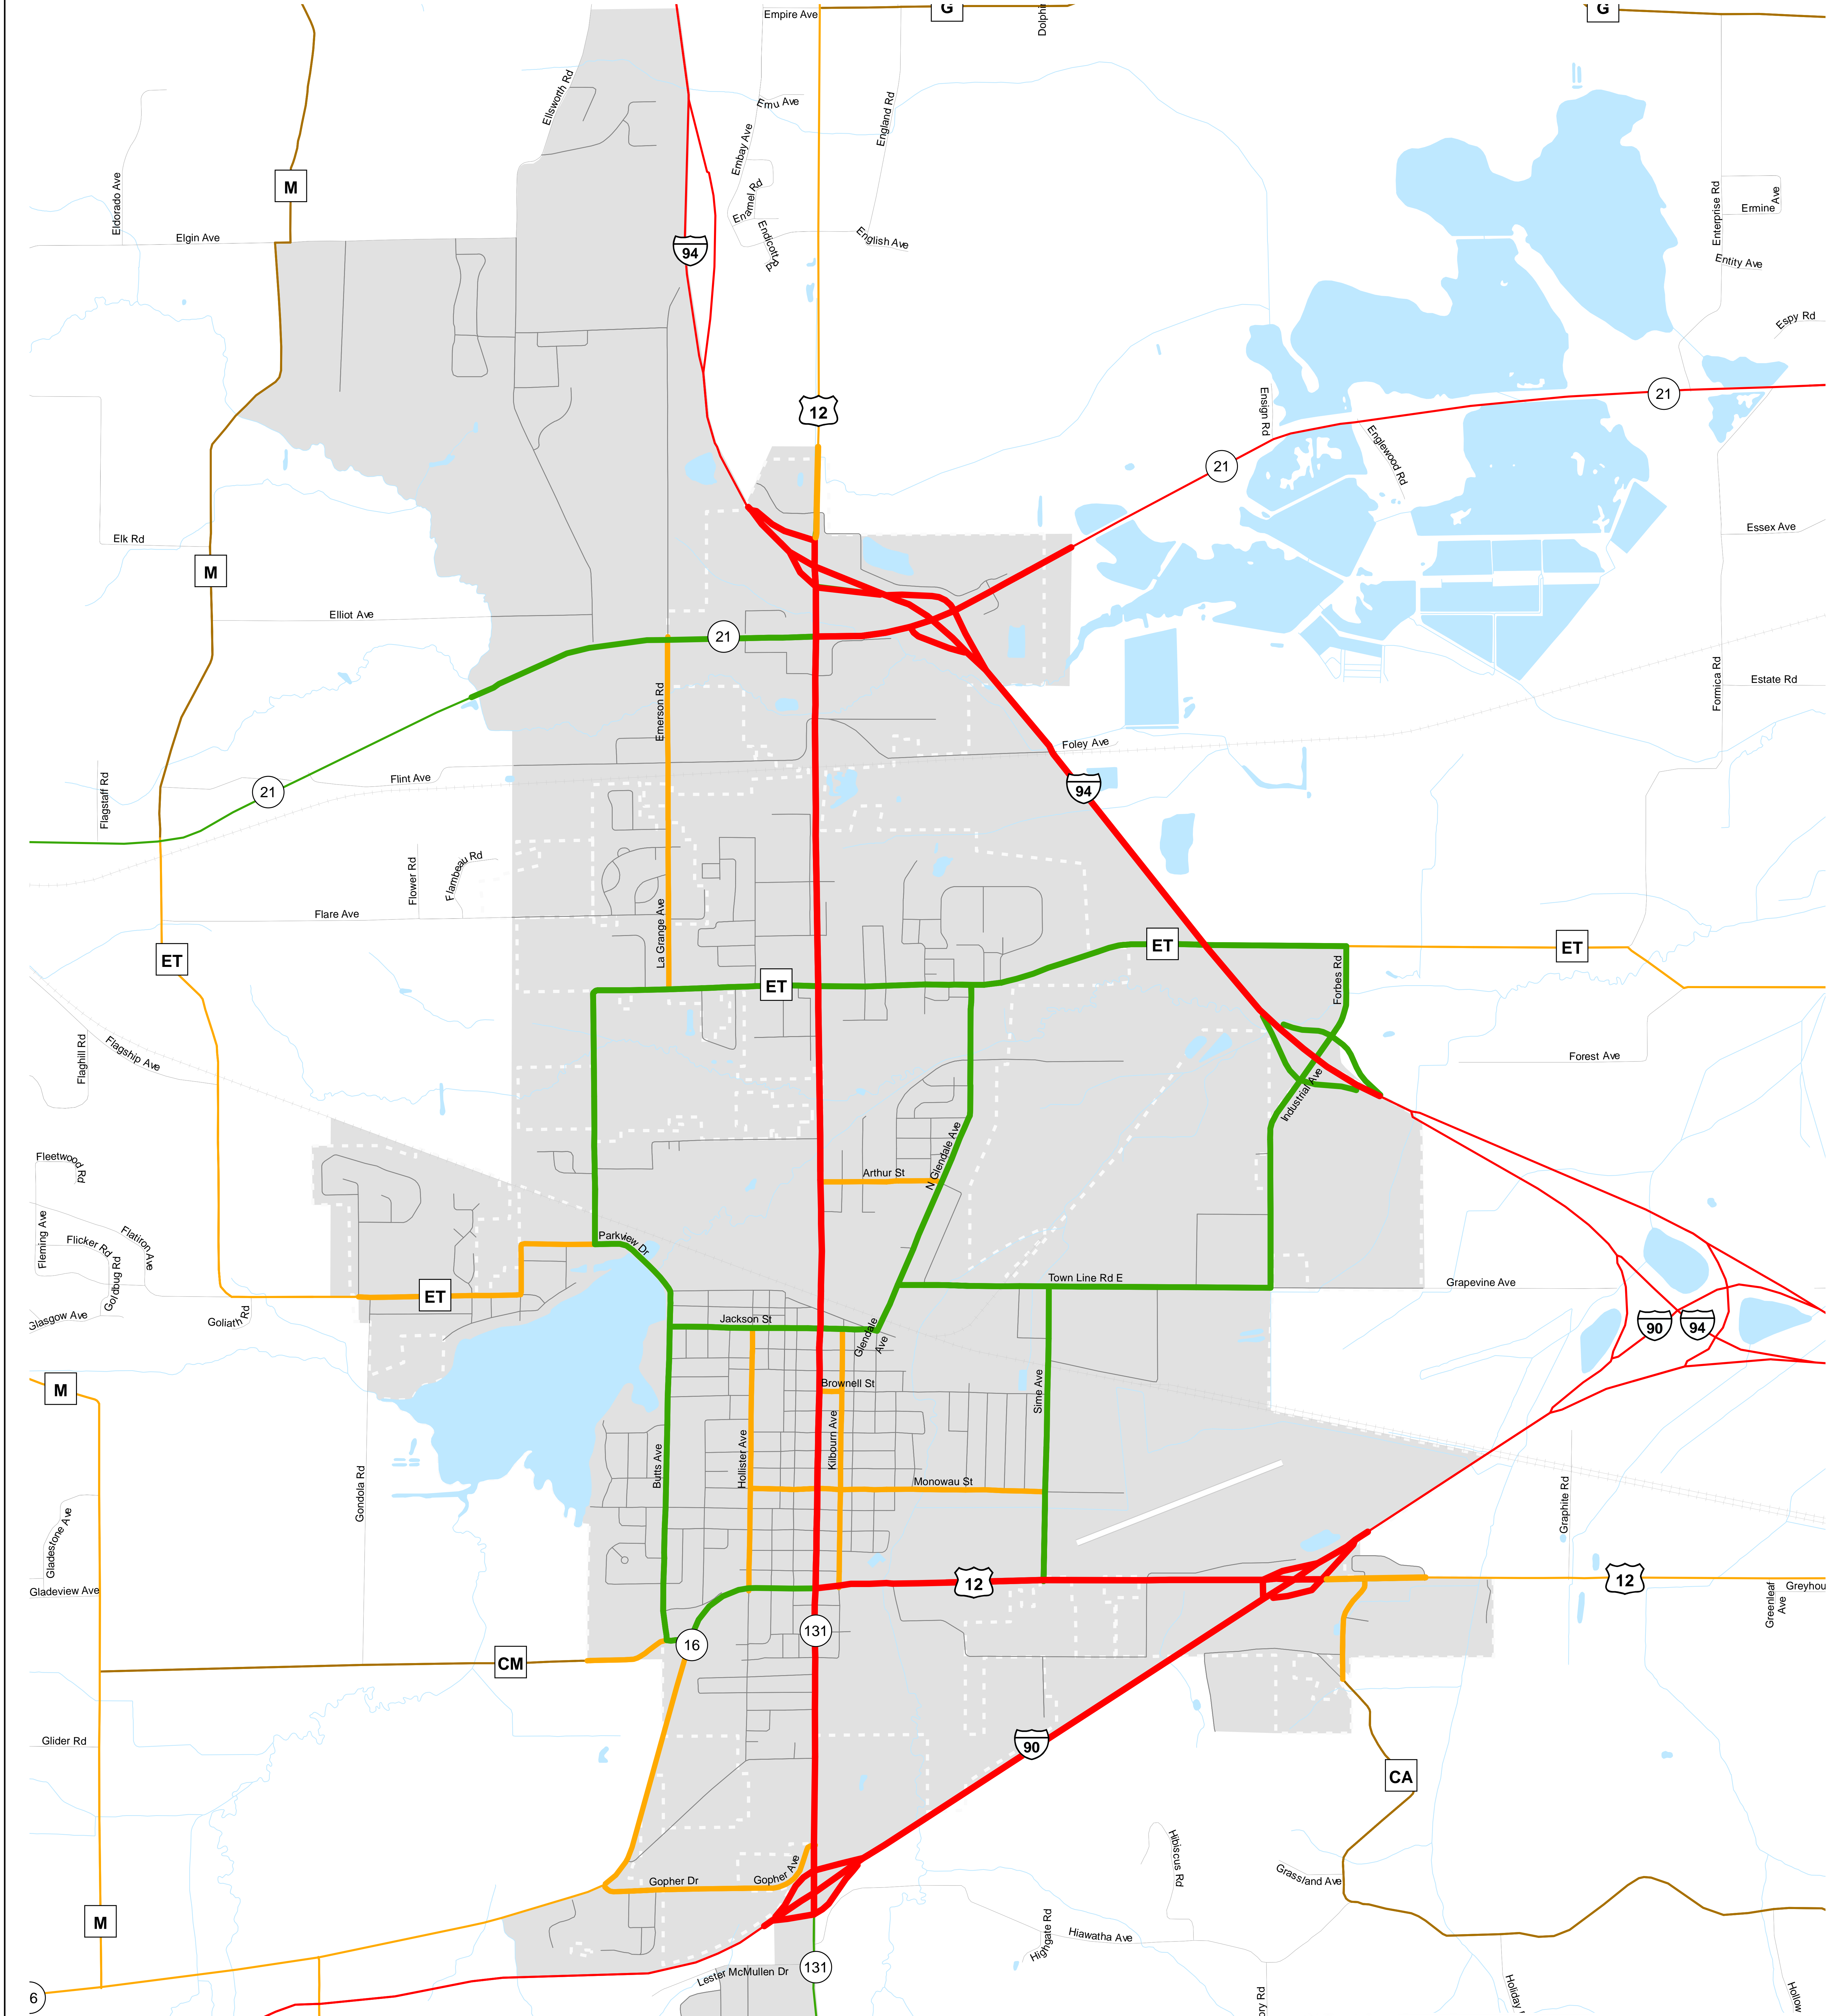 Empire Ave
G
Dolphi
G
Ellsworth Rd
Emu Ave
England Rd
Embay Ave
M
Eldorado Ave
Enamel Rd
Endicott Rd
English Ave
Elgin Ave
94
Enterprise Rd
Ermine Ave
Entity Ave
Espy Rd
12
21
Ensign Rd
Englewood Rd
21
Elk Rd
M
Essex Ave
Elliot Ave
21
Emerson Rd
Formica Rd
Estate Rd
Foley Ave
Flint Ave
Flagstaff Rd
21
94
Flower Rd
Flambeau Rd
Flare Ave
La Grange Ave
ET
ET
ET
ET
Forbes Rd
Flaghill Rd
Flagship Ave
Forest Ave
Industrial Ave
Fleetwood Rd
Arthur St
N Glendale Ave
Fleming Ave
Flicker Rd
Flatiron Ave
Goldbug Rd
Parkview Dr
Town Line Rd E
Grapevine Ave
ET
Glasgow Ave
Goliath Rd
Jackson St
Glendale Ave
90
94
M
Brownell St
Sime Ave
Kilbourn Ave
Hollister Ave
Butts Ave
Monowau St
Gondola Rd
Graphite Rd
Gladestone Ave
Gladeview Ave
12
12
Greenleaf Ave
Greyhou
131
16
CM
Glider Rd
90
CA
Hibiscus Rd
Grassland Ave
Gopher Dr
Gopher Ave
M
Highgate Rd
Hiawatha Ave
Lester McMullen Dr
131
6
ory Rd
Holiday
Hollow